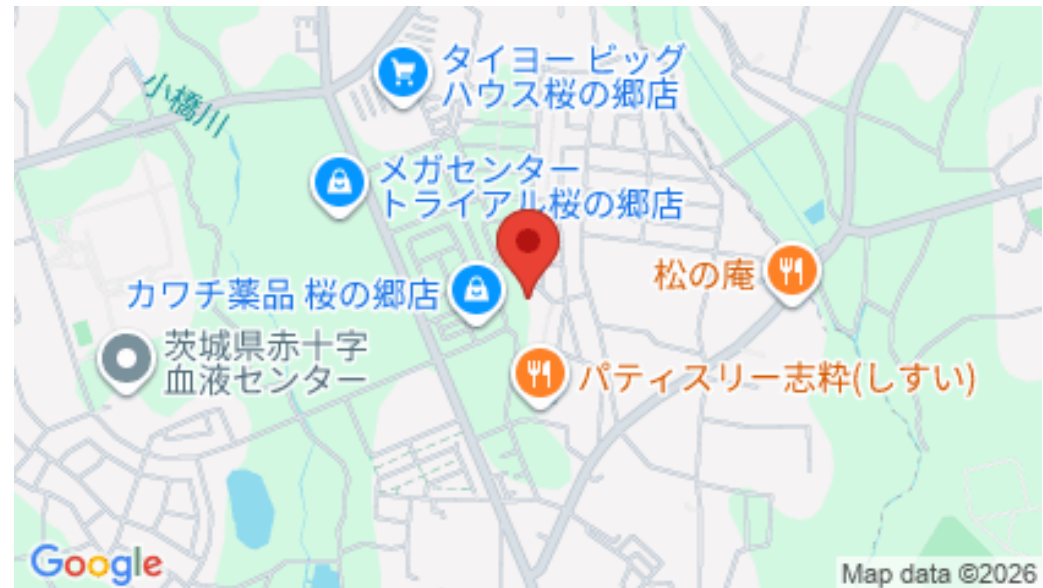 小橋川
タイヨー ビッグ
ハウス桜の郷店
メガセンター
トライアル桜の郷店
松の庵
カワチ薬品 桜の郷店
茨城県赤十字
血液センター
パティスリー志粋(しすい)
Google
Map data ©2026